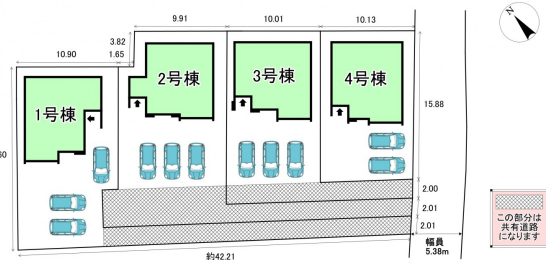 9.91
10.01
10.13
N
3.82
10.90
1.65
1号棟
2号棟
3号棟
4号棟
15.88
60
2.00
2.01
2.01
幅員
5.38m
約42.21
この部分は
共有道路
になります